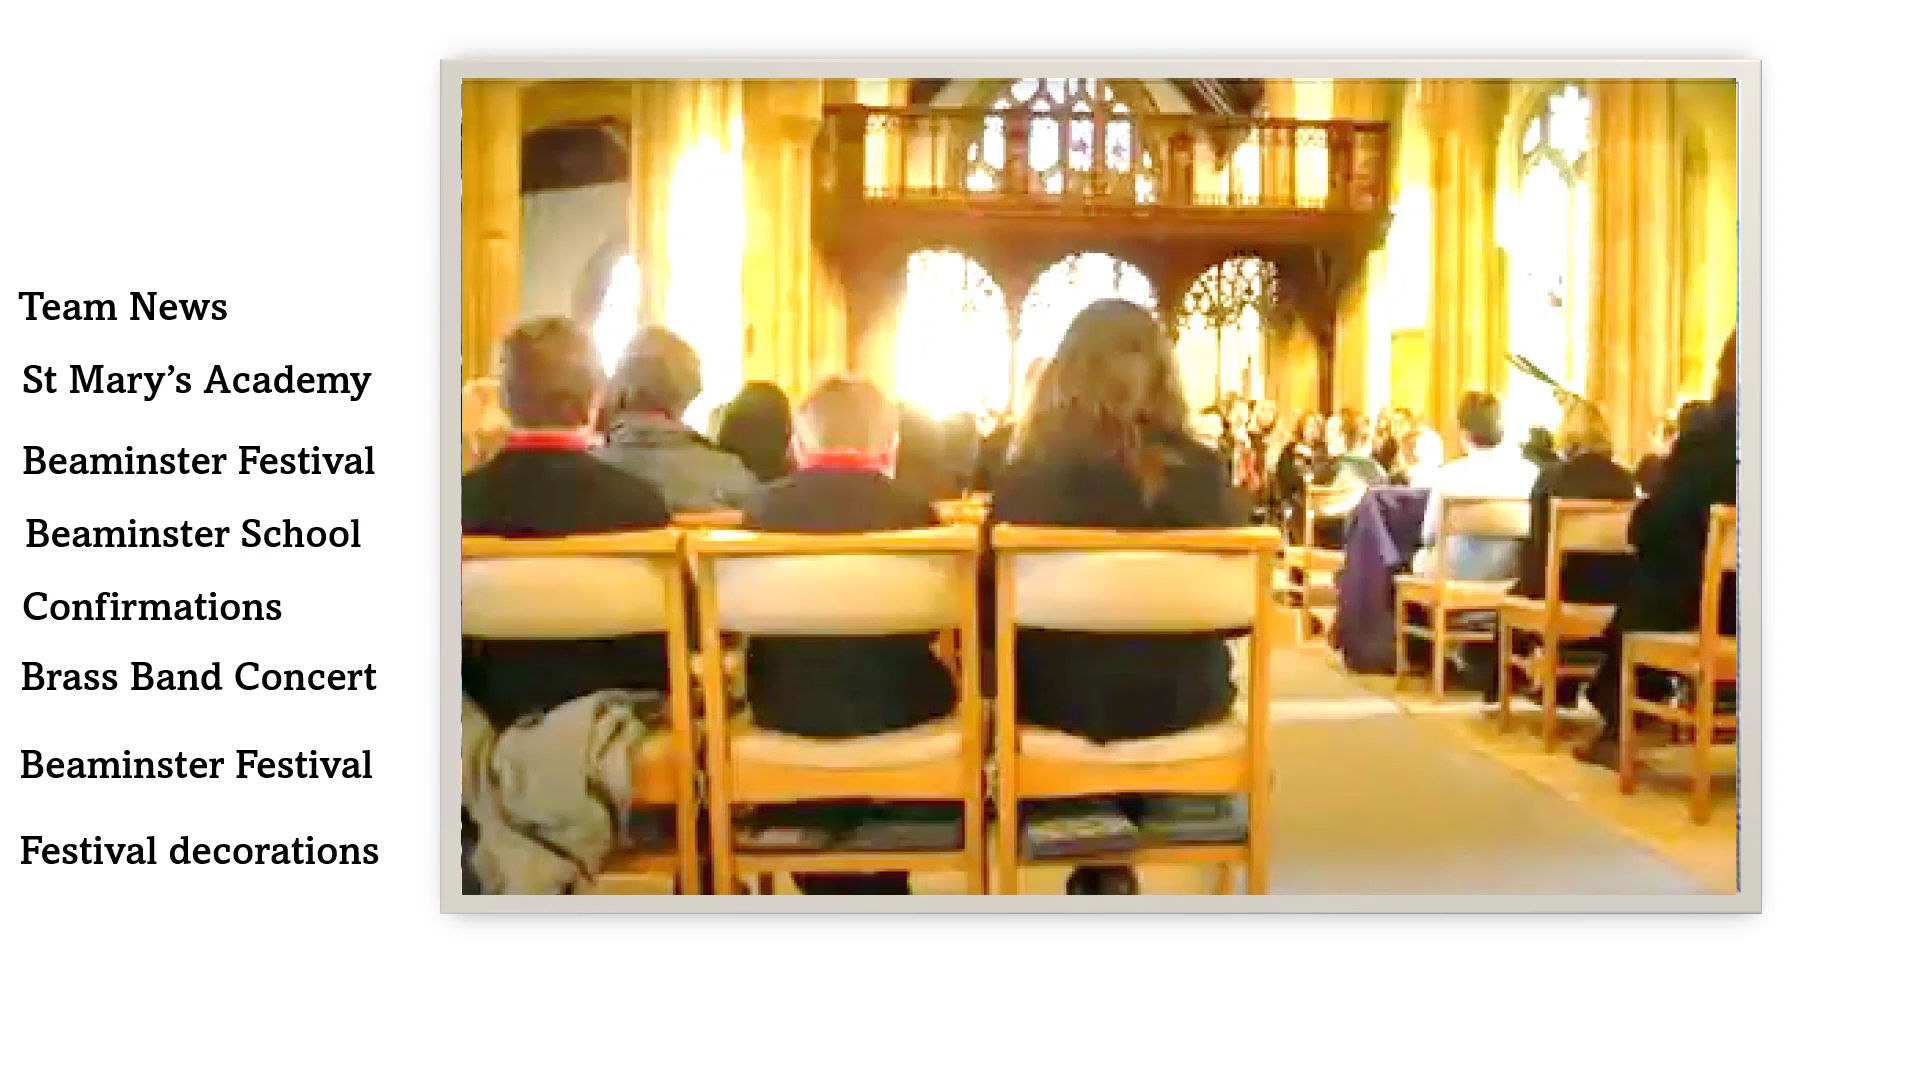 Team News
St Mary’s Academy
Beaminster Festival
Beaminster School
Confirmations
Brass Band Concert
Beaminster Festival
Festival decorations